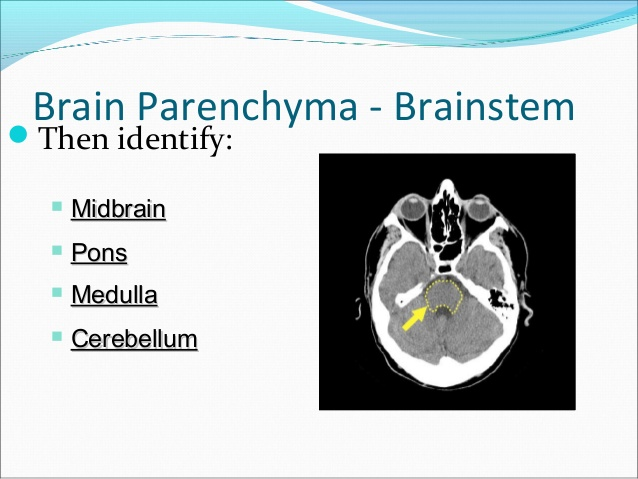 Brain Parenchyma - Brainstem
Then identify:
Midbrain
Pons
Medulla
Cerebellum